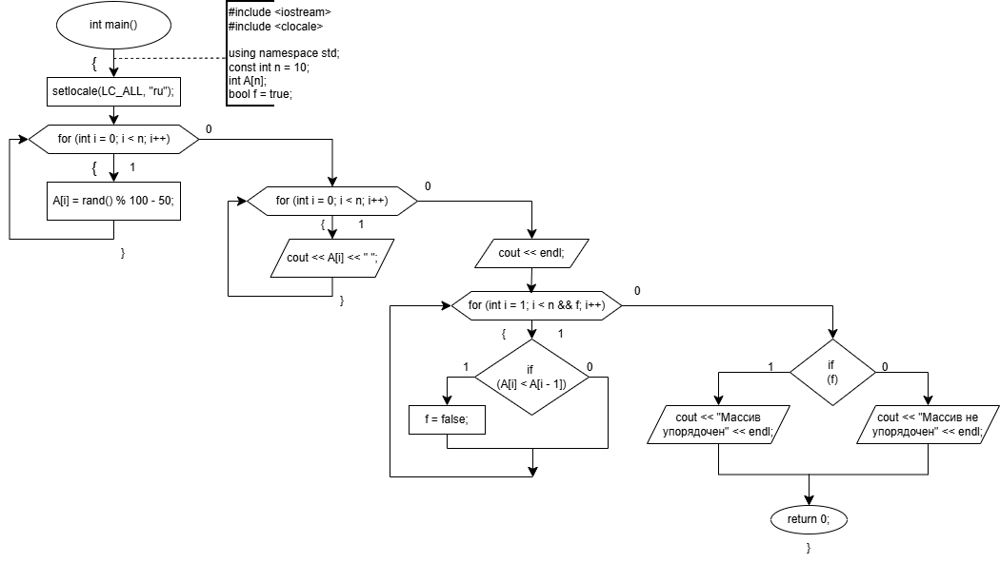 int main()
#include <iostream>
#include <clocale>
using namespace std;
const int n = 10;
int A[n];
bool f = true;
{
setlocale(LC_ALL, "ru");
for (int i = 0; i < n; i++)
0
{
1
A[i] = rand() % 100 - 50;
}
for (int i = 0; i < n; i++)
0
{
1
cout << A[i] << " ";
}
cout << endl;
for (int i = 1; i < n && f; i++)
0
{
1
if
(A[i] < A[i - 1])
1
0
f = false;
if
(f)
1
0
cout << "Массив
упорядочен" << endl;
cout << "Массив не
упорядочен" << endl;
return 0;
}